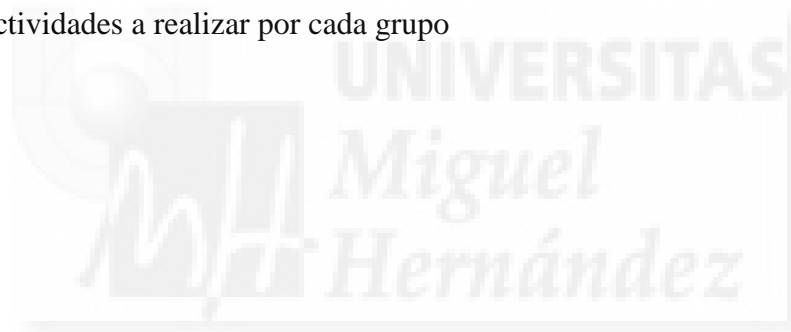 ctividades a realizar por cada grupo
UNIVERSITAS
Miguel
Hernández